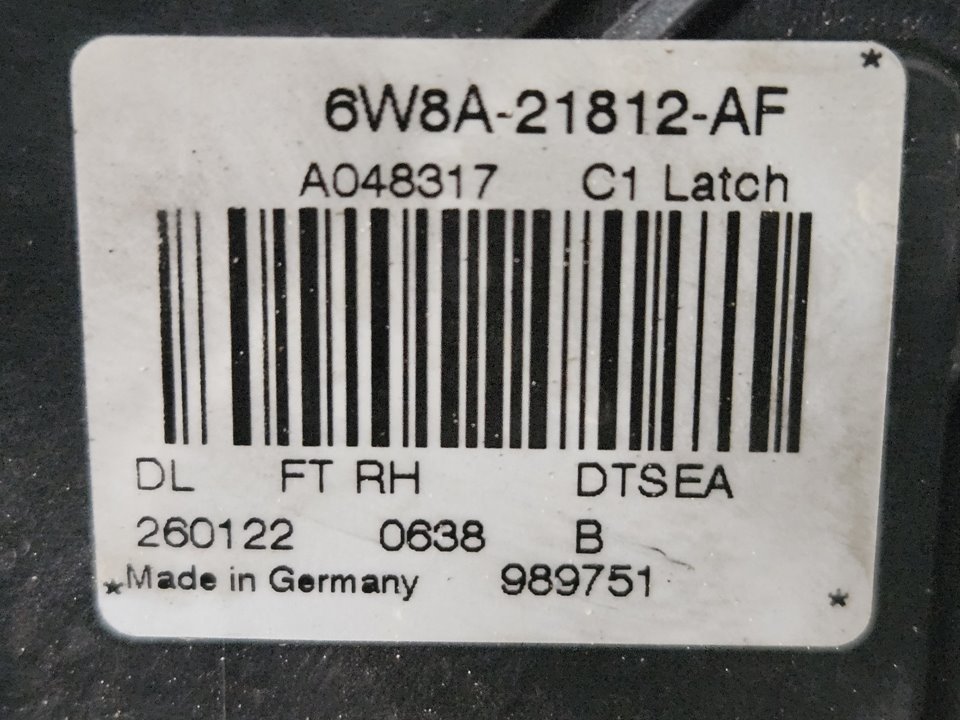 6W8A-21812-AF
A048317 C1 Latch
DL FT RH DTSEA
260122 0638 B
*Made in Germany 989751